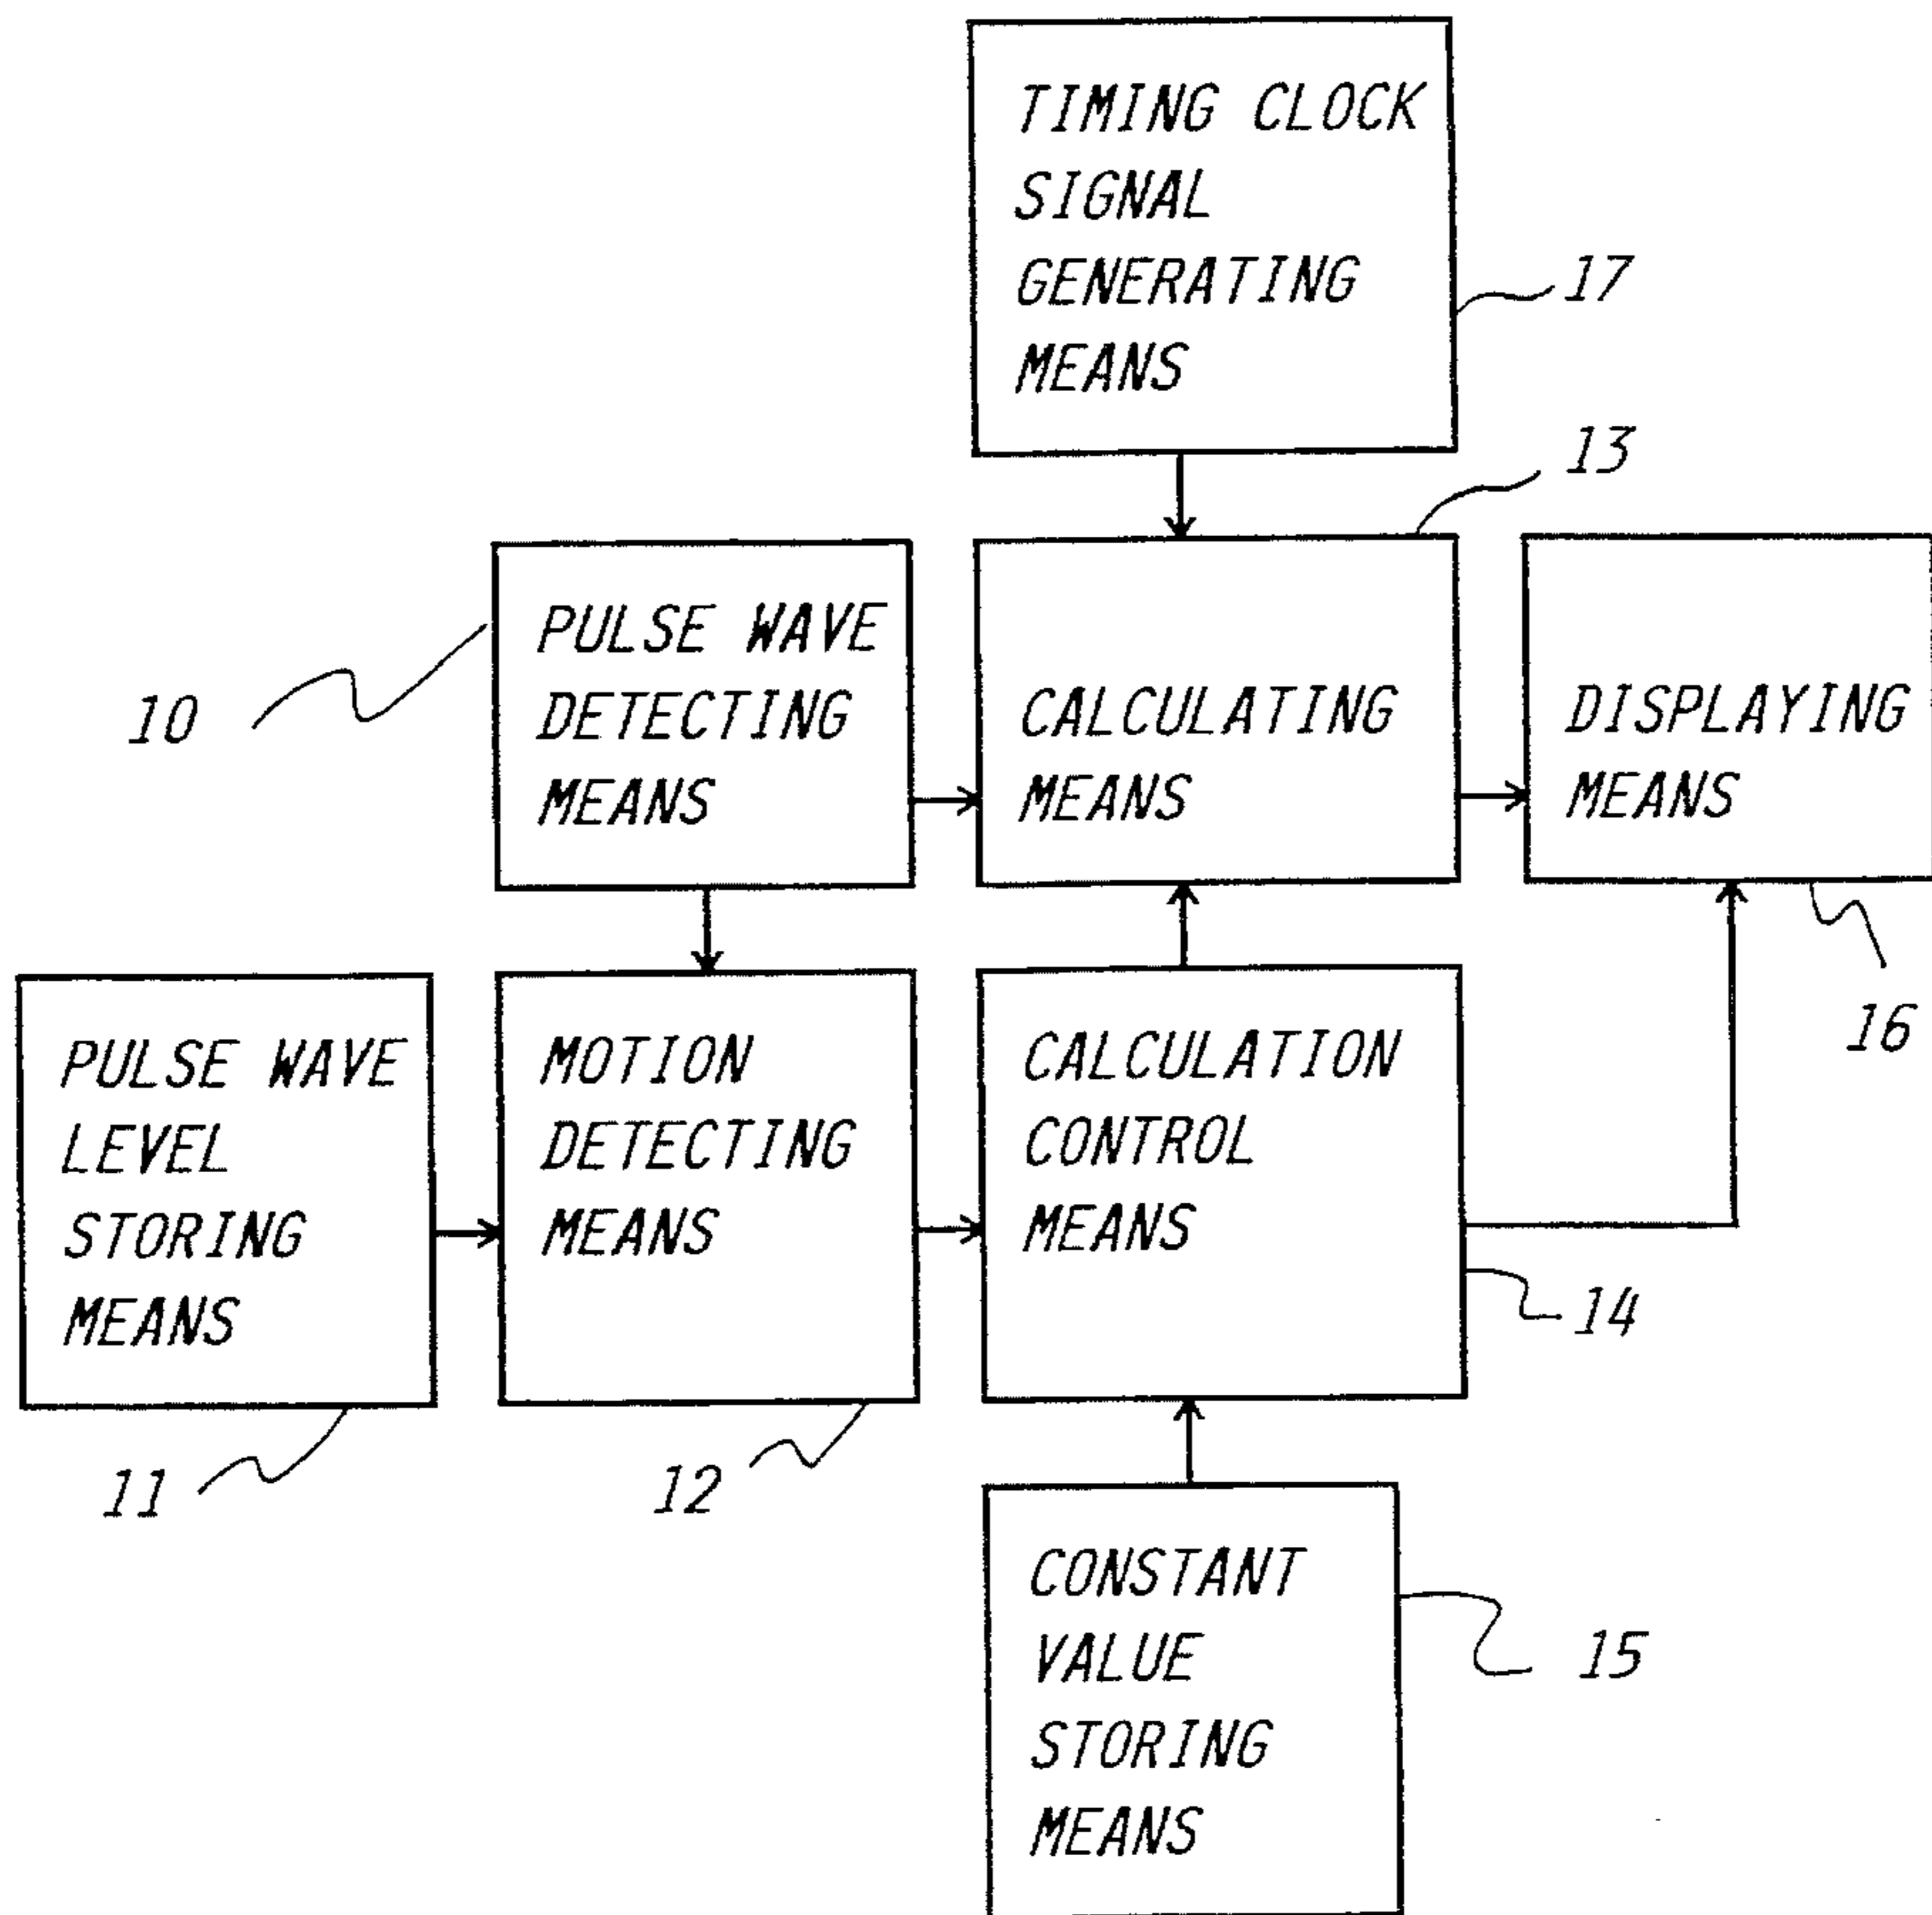 TIMING CLOCK
SIGNAL
GENERATING
MEANS
17
13
PULSE WAVE
DETECTING
MEANS
10
CALCULATING
MEANS
DISPLAYING
MEANS
16
PULSE WAVE
LEVEL
STORING
MEANS
11
MOTION
DETECTING
MEANS
12
CALCULATION
CONTROL
MEANS
14
CONSTANT
VALUE
STORING
MEANS
15